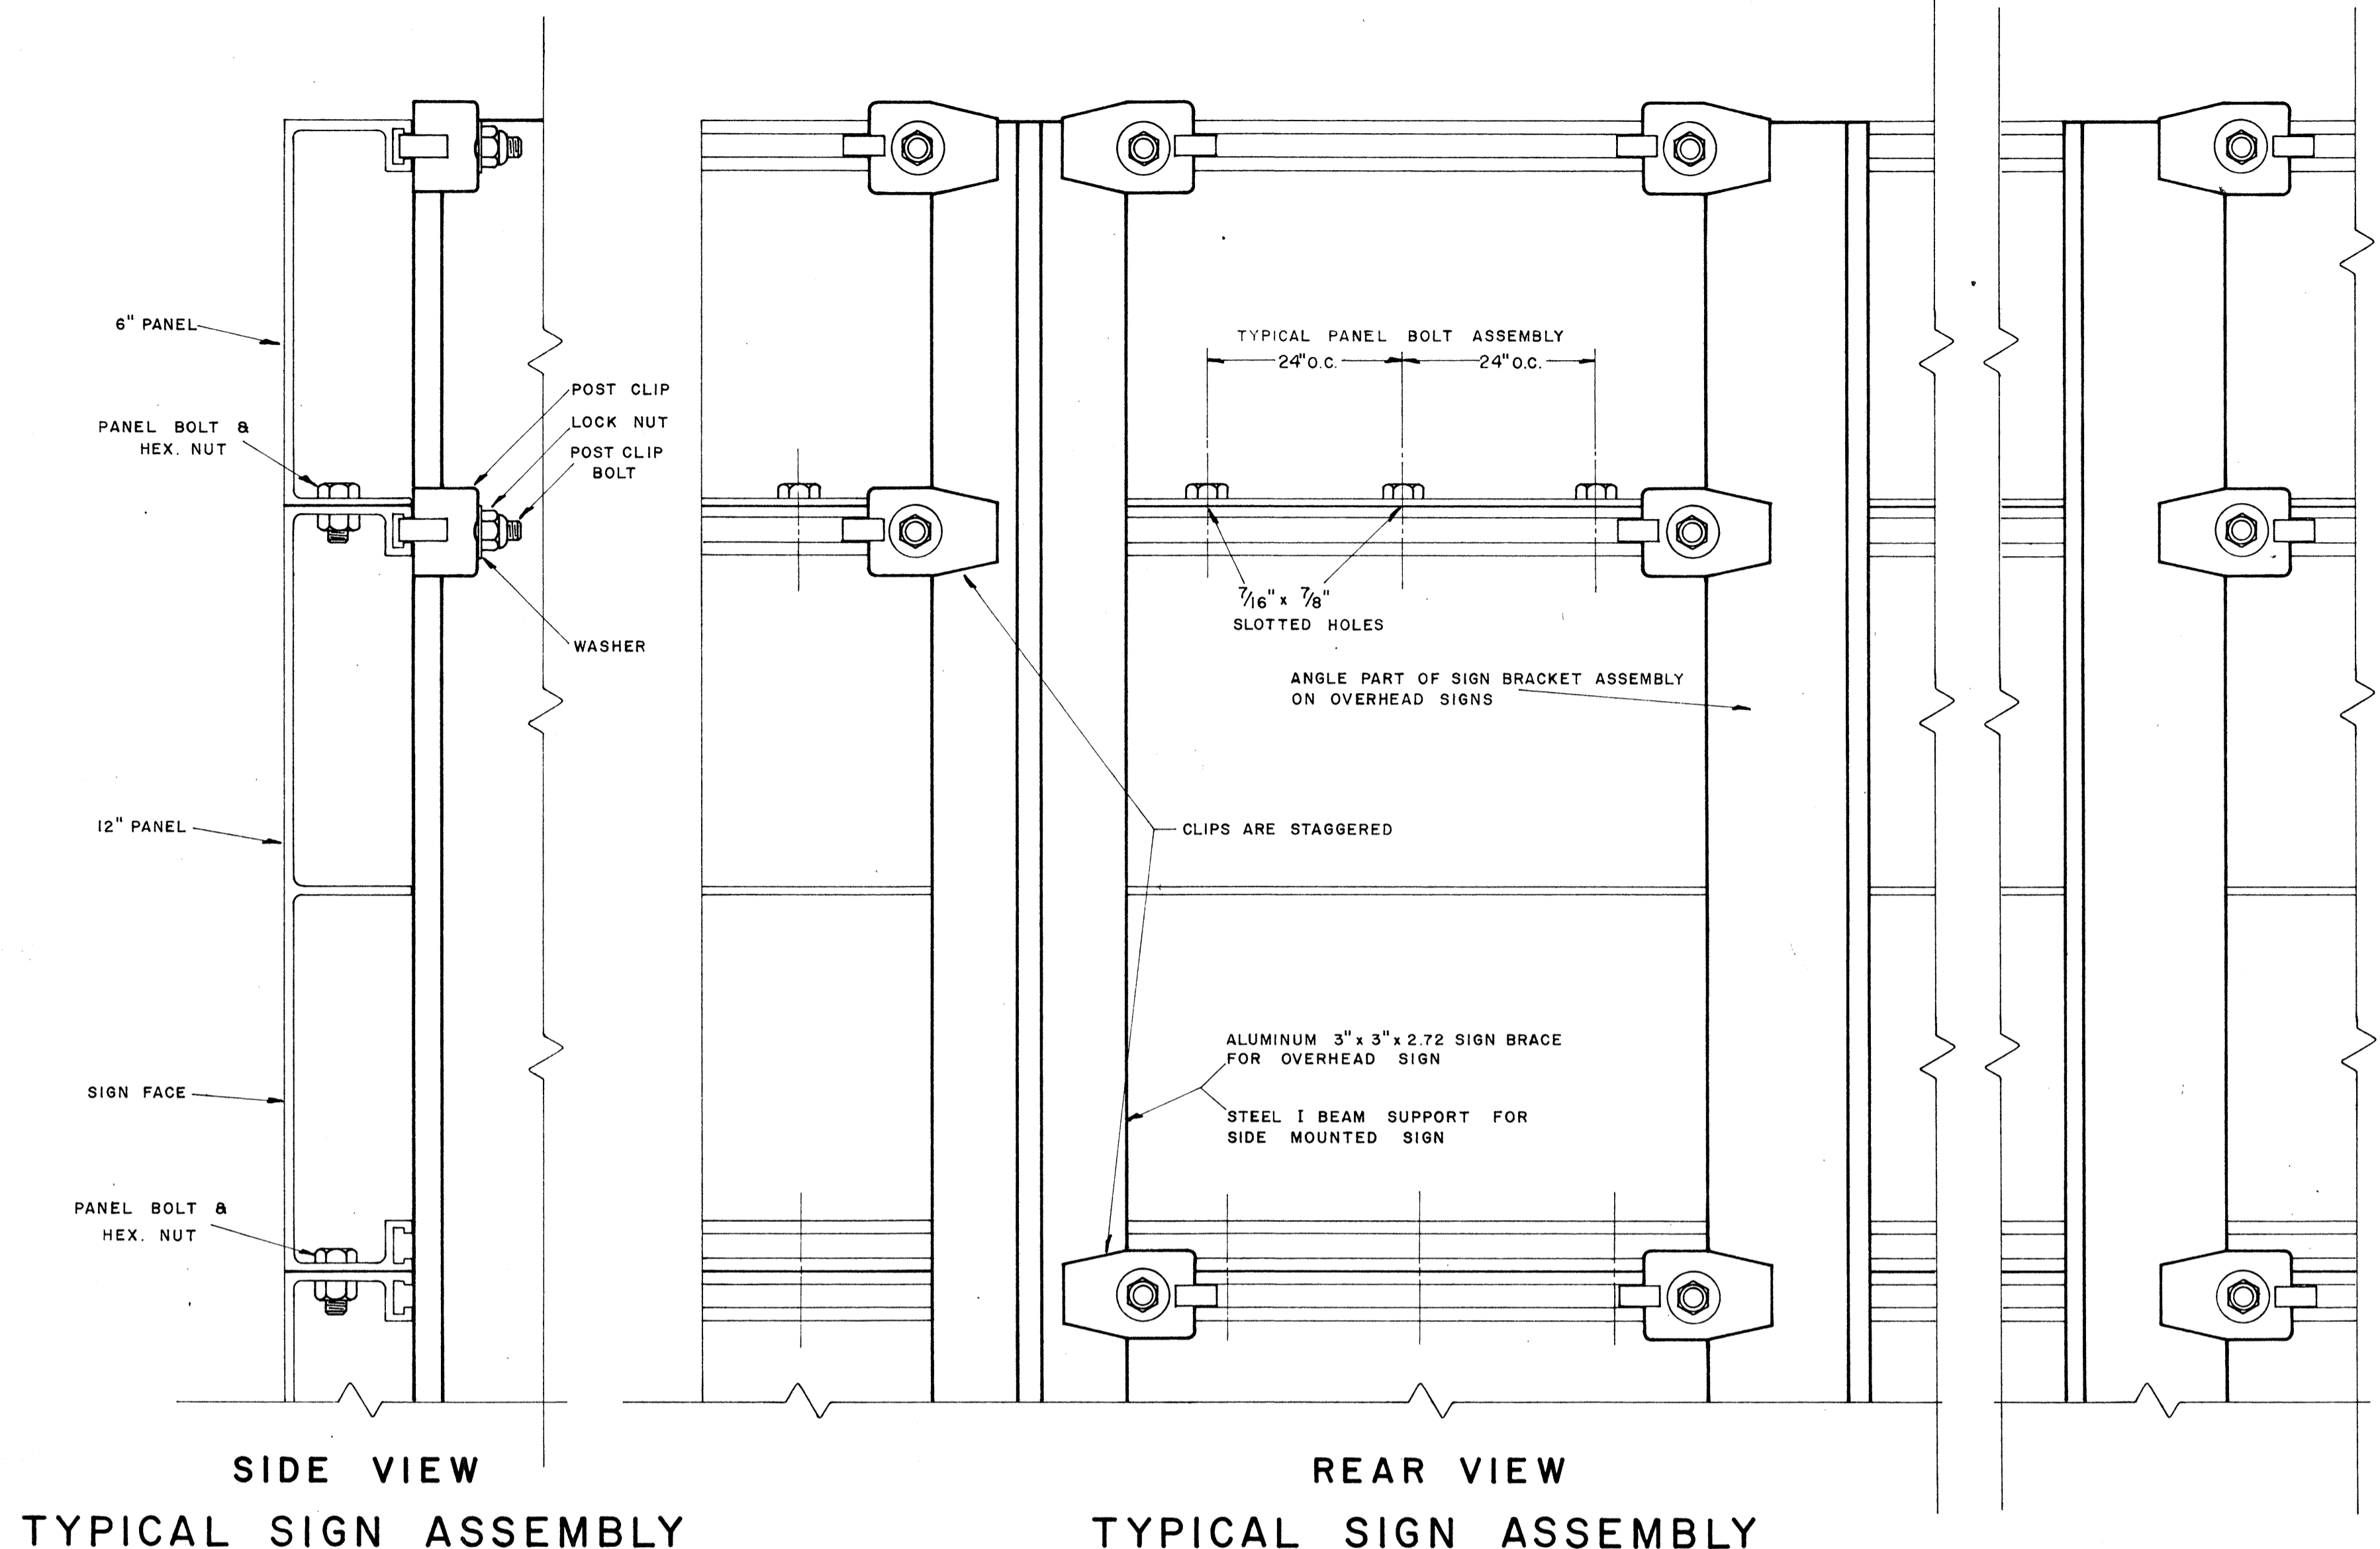 6" PANEL
PANEL BOLT &
HEX. NUT
POST CLIP
LOCK NUT
POST CLIP
BOLT
WASHER
12" PANEL
SIGN FACE
PANEL BOLT &
HEX. NUT
SIDE VIEW
TYPICAL SIGN ASSEMBLY
TYPICAL PANEL BOLT ASSEMBLY
24" O.C. 24" O.C.
7/16" x 7/8"
SLOTTED HOLES
ANGLE PART OF SIGN BRACKET ASSEMBLY
ON OVERHEAD SIGNS
CLIPS ARE STAGGERED
ALUMINUM 3" x 3" x 2.72 SIGN BRACE
FOR OVERHEAD SIGN
STEEL I BEAM SUPPORT FOR
SIDE MOUNTED SIGN
REAR VIEW
TYPICAL SIGN ASSEMBLY